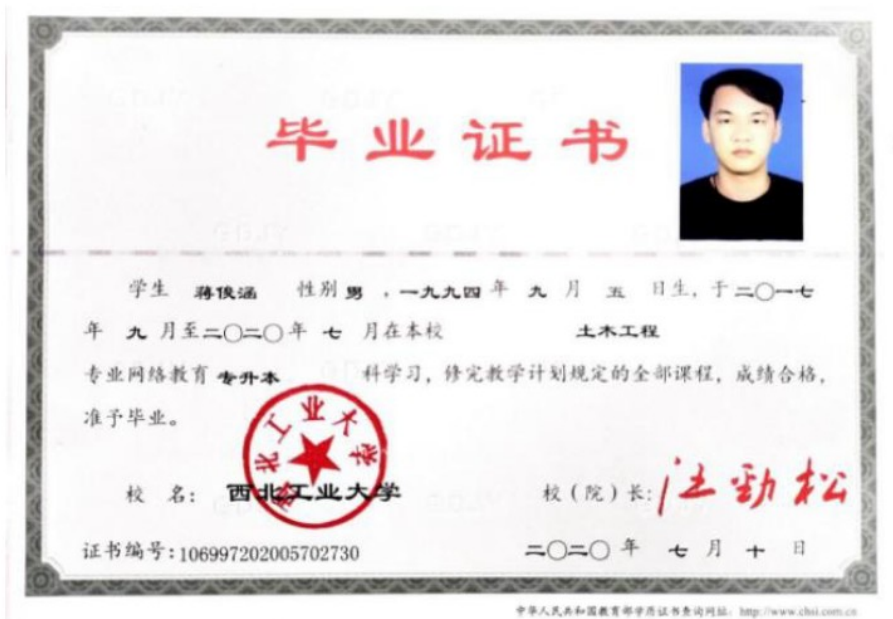 毕业证书
学生 蒋俊涵 性别 男 ，一九九四 年 九 月 五 日生，于 二〇一七
年 九 月至 二〇二〇 年 七 月在本校 土木工程
专业网络教育 专升本 科学习，修完教学计划规定的全部课程，成绩合格，
准予毕业。
西北工业大学
校 名： 西北工业大学 校（院）长：汪劲松
证书编号：106997202005702730 二〇二〇 年 七 月 十 日
中华人民共和国教育部学历证书查询网址：http://www.chsi.com.cn